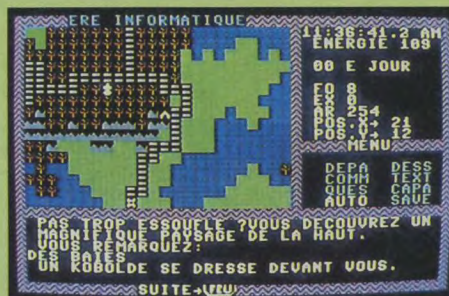 ERE INFORMATIQUE
11:36:41.2 AM
ENERGIE 109
00 E JOUR
FO 8
EX 0
AR 254
POS:X→ 21
POS:Y→ 12
MENU
DEPA DESS
COMM TEXT
QUES CAPA
AUTO SAVE
PAS TROP ESSOUFLE ?VOUS DECOUVREZ UN
MAGNIFIQUE PAYSAGE DE LA HAUT.
VOUS REMARQUEZ:
DES BAIES
UN KOBOLDE SE DRESSE DEVANT VOUS.
SUITE→